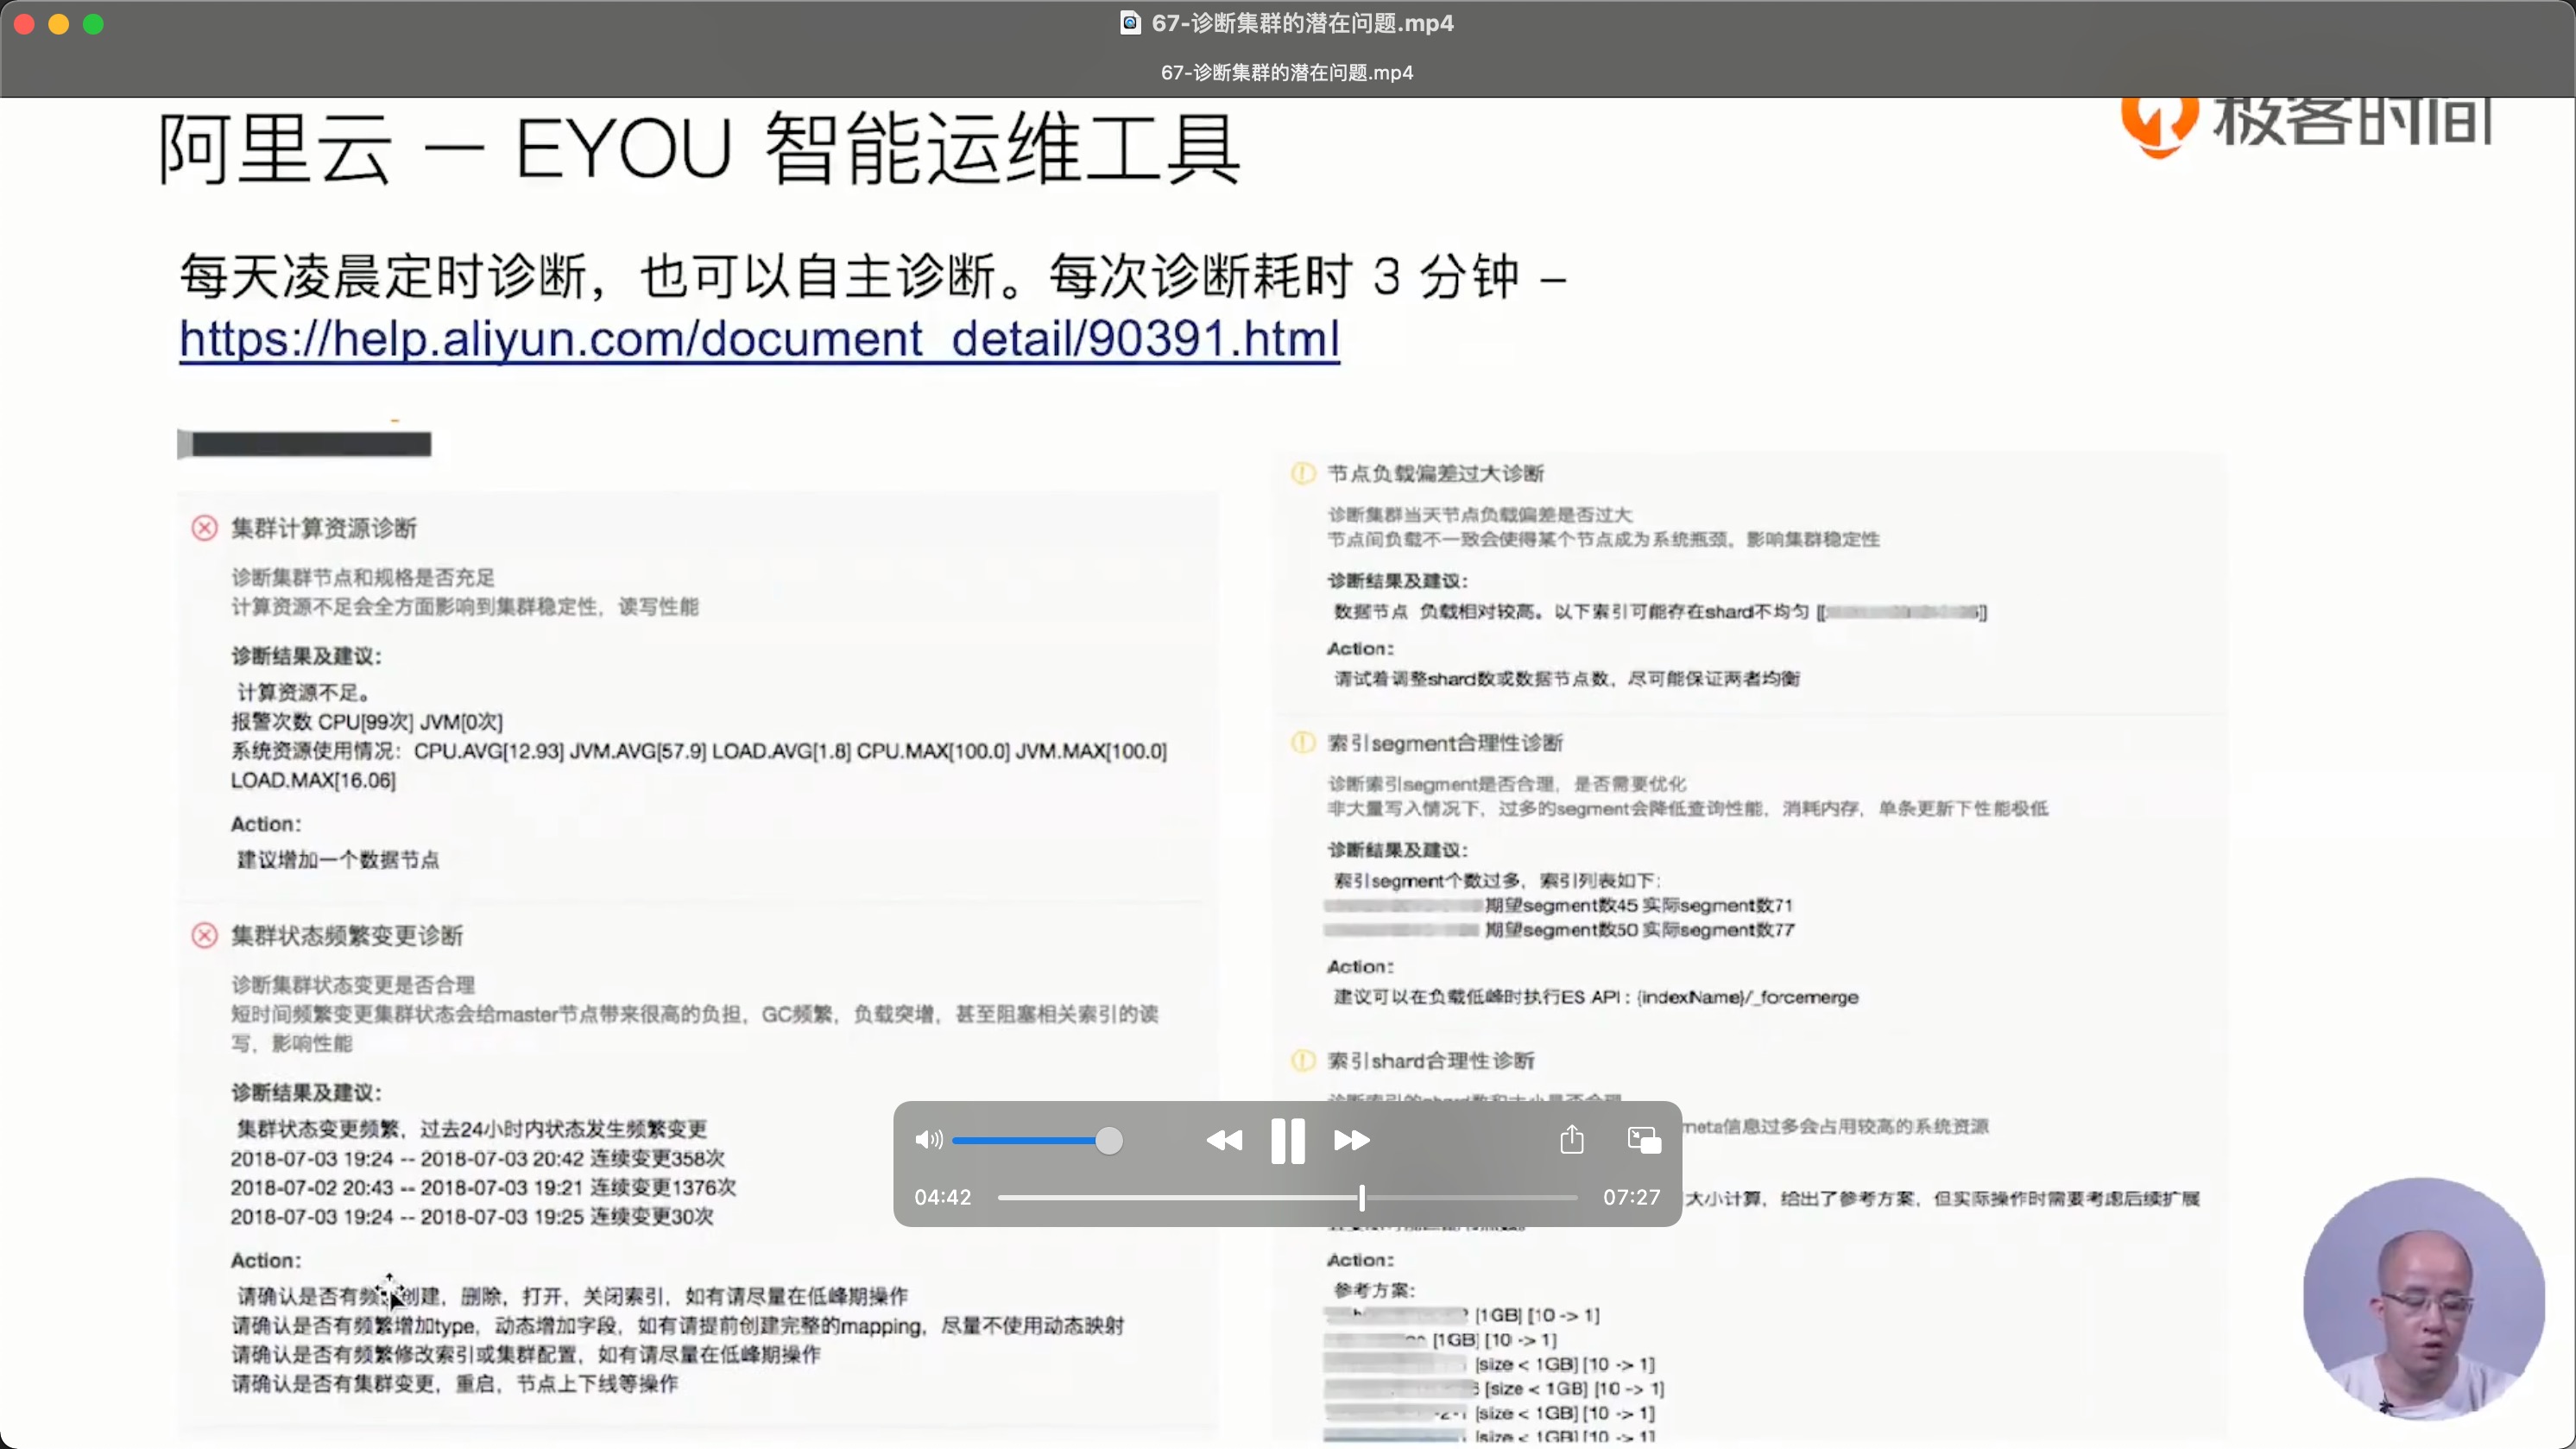 67-诊断集群的潜在问题.mp4
67-诊断集群的潜在问题.mp4
极客时间
阿里云 – EYOU 智能运维工具
每天凌晨定时诊断，也可以自主诊断。每次诊断耗时 3 分钟 –
https://help.aliyun.com/document_detail/90391.html
集群计算资源诊断
诊断集群节点和规格是否充足
计算资源不足会全方面影响到集群稳定性，读写性能
诊断结果及建议：
计算资源不足。
报警次数 CPU[99次] JVM[0次]
系统资源使用情况：CPU.AVG[12.93] JVM.AVG[57.9] LOAD.AVG[1.8] CPU.MAX[100.0] JVM.MAX[100.0]
LOAD.MAX[16.06]
Action：
建议增加一个数据节点
集群状态频繁变更诊断
诊断集群状态变更是否合理
短时间频繁变更集群状态会给master节点带来很高的负担，GC频繁，负载突增，甚至阻塞相关索引的读
写，影响性能
诊断结果及建议：
集群状态变更频繁，过去24小时内状态发生频繁变更
2018-07-03 19:24 -- 2018-07-03 20:42 连续变更358次
2018-07-02 20:43 -- 2018-07-03 19:21 连续变更1376次
2018-07-03 19:24 -- 2018-07-03 19:25 连续变更30次
Action：
请确认是否有频 创建，删除，打开，关闭索引，如有请尽量在低峰期操作
请确认是否有频繁增加type，动态增加字段，如有请提前创建完整的mapping，尽量不使用动态映射
请确认是否有频繁修改索引或集群配置，如有请尽量在低峰期操作
请确认是否有集群变更，重启，节点上下线等操作
节点负载偏差过大诊断
诊断集群当天节点负载偏差是否过大
节点间负载不一致会使得某个节点成为系统瓶颈，影响集群稳定性
诊断结果及建议：
数据节点 负载相对较高。以下索引可能存在shard不均匀 [[ ]]
Action：
请试着调整shard数或数据节点数，尽可能保证两者均衡
索引segment合理性诊断
诊断索引segment是否合理，是否需要优化
非大量写入情况下，过多的segment会降低查询性能，消耗内存，单条更新下性能极低
诊断结果及建议：
索引segment个数过多，索引列表如下：
期望segment数45 实际segment数71
期望segment数50 实际segment数77
Action：
建议可以在负载低峰时执行ES API : {indexName}/_forcemerge
索引shard合理性诊断
诊断索引的shard数和大小是否合理
meta信息过多会占用较高的系统资源
大小计算，给出了参考方案，但实际操作时需要考虑后续扩展
Action：
参考方案：
[1GB] [10 -> 1]
[1GB] [10 -> 1]
[size < 1GB] [10 -> 1]
[size < 1GB] [10 -> 1]
[size < 1GB] [10 -> 1]
[size < 1GB] [10 -> 1]
04:42
07:27